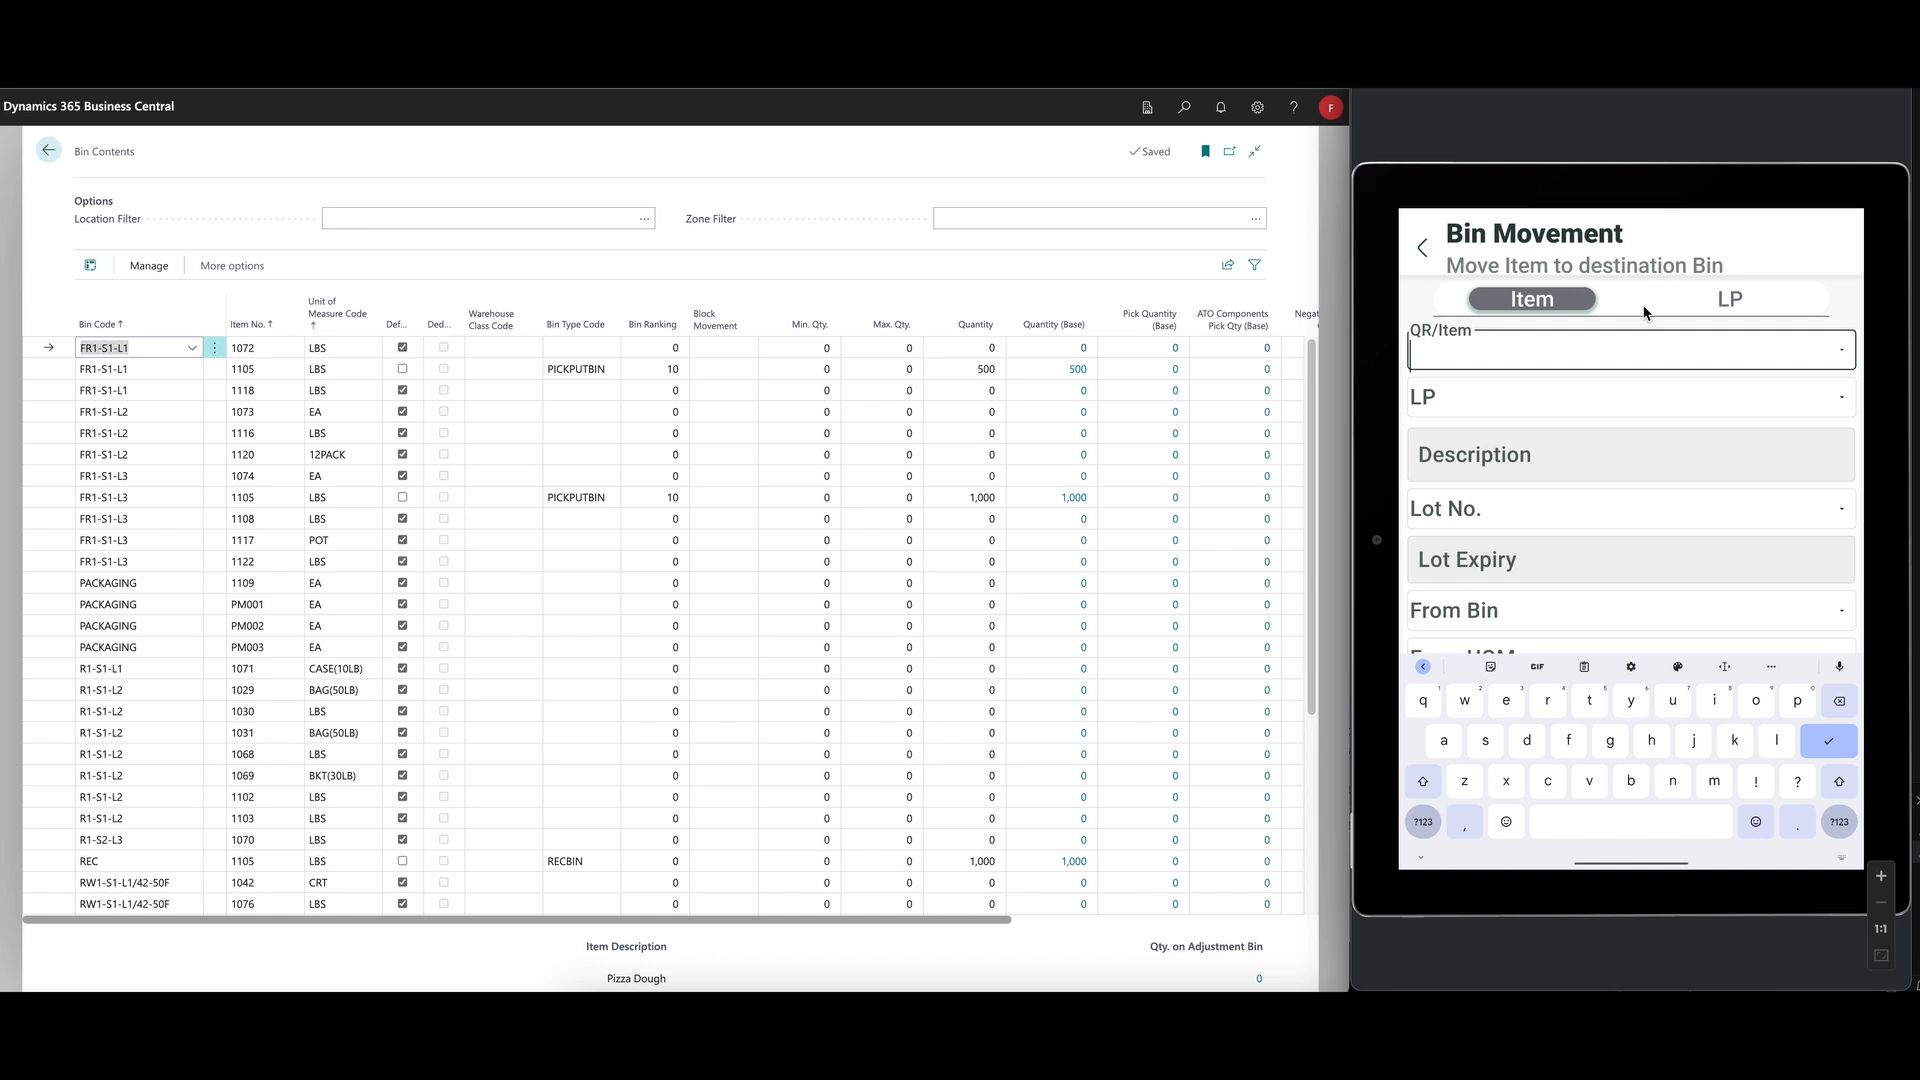 Dynamics 365 Business Central
?
F
Bin Contents
Saved
Options
Location Filter
...
Zone Filter
...
Manage
More options
Bin Code ↑ Item No. ↑ Unit of Measure Code ↑ Def... Ded... Warehouse Class Code Bin Type Code Bin Ranking Block Movement Min. Qty. Max. Qty. Quantity Quantity (Base) Pick Quantity (Base) ATO Components Pick Qty (Base) Negat
FR1-S1-L1 1072 LBS 0 0 0 0 0 0 0
FR1-S1-L1 1105 LBS PICKPUTBIN 10 0 0 500 500 0 0
FR1-S1-L1 1118 LBS 0 0 0 0 0 0 0
FR1-S1-L2 1073 EA 0 0 0 0 0 0 0
FR1-S1-L2 1116 LBS 0 0 0 0 0 0 0
FR1-S1-L2 1120 12PACK 0 0 0 0 0 0 0
FR1-S1-L3 1074 EA 0 0 0 0 0 0 0
FR1-S1-L3 1105 LBS PICKPUTBIN 10 0 0 1,000 1,000 0 0
FR1-S1-L3 1108 LBS 0 0 0 0 0 0 0
FR1-S1-L3 1117 POT 0 0 0 0 0 0 0
FR1-S1-L3 1122 LBS 0 0 0 0 0 0 0
PACKAGING 1109 EA 0 0 0 0 0 0 0
PACKAGING PM001 EA 0 0 0 0 0 0 0
PACKAGING PM002 EA 0 0 0 0 0 0 0
PACKAGING PM003 EA 0 0 0 0 0 0 0
R1-S1-L1 1071 CASE(10LB) 0 0 0 0 0 0 0
R1-S1-L2 1029 BAG(50LB) 0 0 0 0 0 0 0
R1-S1-L2 1030 LBS 0 0 0 0 0 0 0
R1-S1-L2 1031 BAG(50LB) 0 0 0 0 0 0 0
R1-S1-L2 1068 LBS 0 0 0 0 0 0 0
R1-S1-L2 1069 BKT(30LB) 0 0 0 0 0 0 0
R1-S1-L2 1102 LBS 0 0 0 0 0 0 0
R1-S1-L2 1103 LBS 0 0 0 0 0 0 0
R1-S2-L3 1070 LBS 0 0 0 0 0 0 0
REC 1105 LBS RECBIN 0 0 0 1,000 1,000 0 0
RW1-S1-L1/42-50F 1042 CRT 0 0 0 0 0 0 0
RW1-S1-L1/42-50F 1076 LBS 0 0 0 0 0 0 0
Item Description
Qty. on Adjustment Bin
Pizza Dough
0
Bin Movement
Move Item to destination Bin
Item
LP
QR/Item
LP
Description
Lot No.
Lot Expiry
From Bin
GIF
1 2 3 4 5 6 7 8 9 0
q w e r t y u i o p
a s d f g h j k l
z x c v b n m ! ?
?123 , . ?123
+
1:1